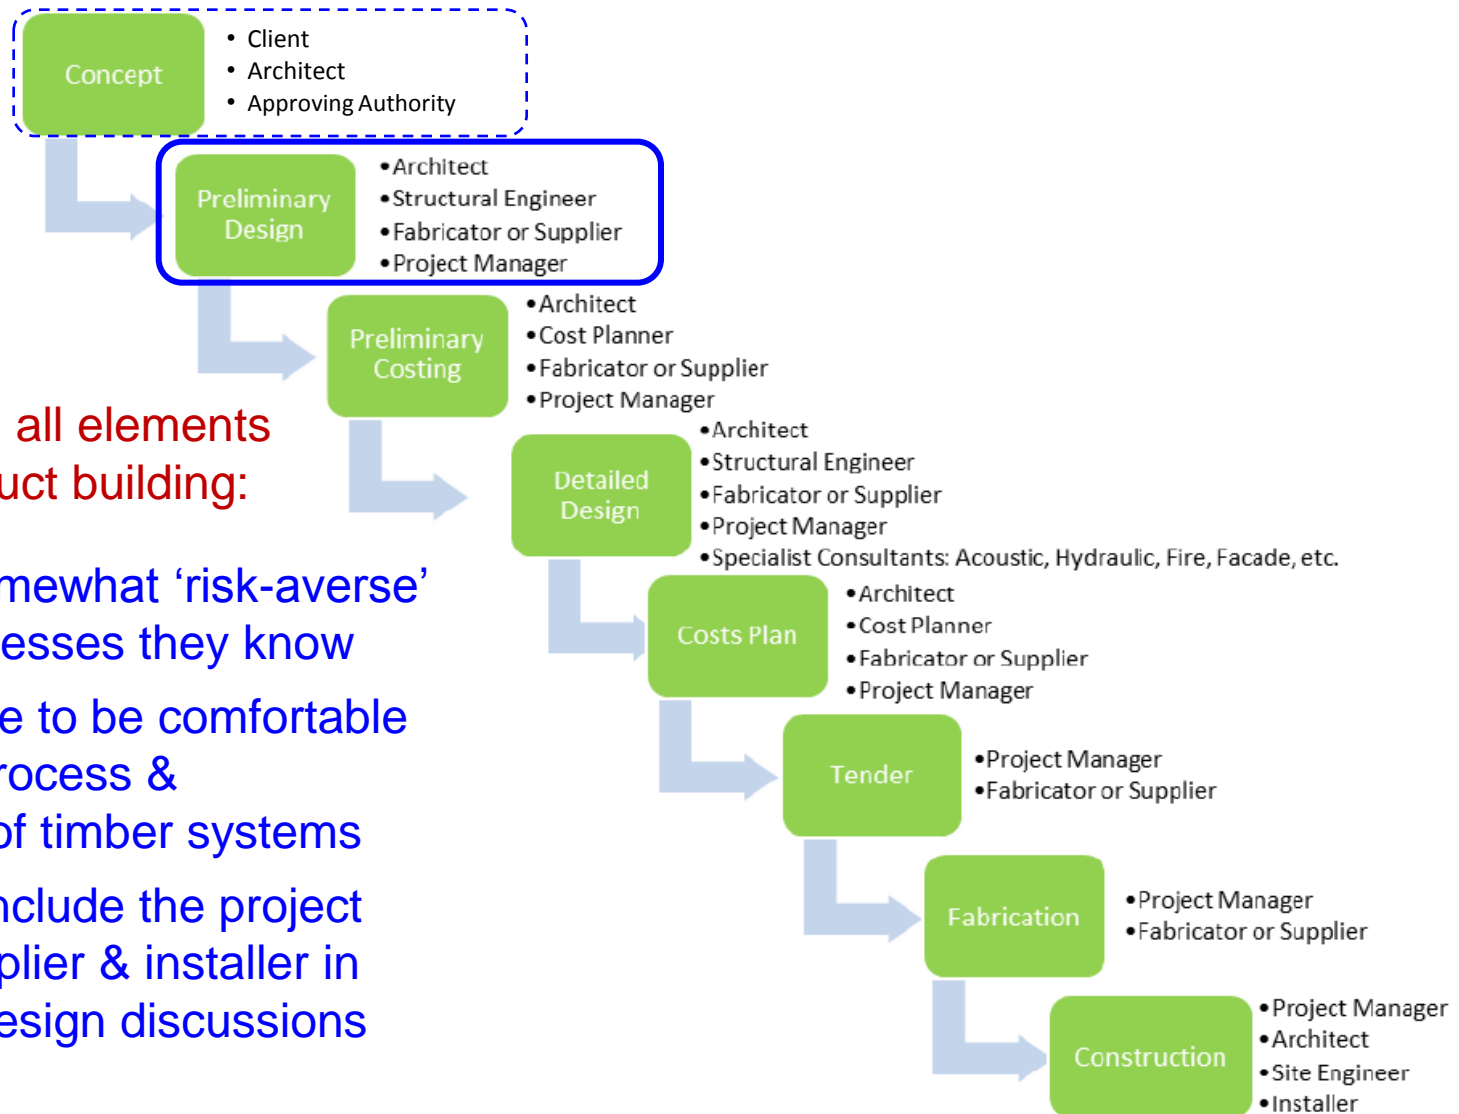 Concept
• Client
• Architect
• Approving Authority
Preliminary
Design
•Architect
•Structural Engineer
•Fabricator or Supplier
•Project Manager
Preliminary
Costing
•Architect
•Cost Planner
•Fabricator or Supplier
•Project Manager
all elements
uct building:
mewhat ‘risk-averse’
esses they know
e to be comfortable
rocess &
of timber systems
nclude the project
plier & installer in
esign discussions
Detailed
Design
•Architect
•Structural Engineer
•Fabricator or Supplier
•Project Manager
•Specialist Consultants: Acoustic, Hydraulic, Fire, Facade, etc.
Costs Plan
•Architect
•Cost Planner
•Fabricator or Supplier
•Project Manager
Tender
•Project Manager
•Fabricator or Supplier
Fabrication
•Project Manager
•Fabricator or Supplier
Construction
•Project Manager
•Architect
•Site Engineer
•Installer